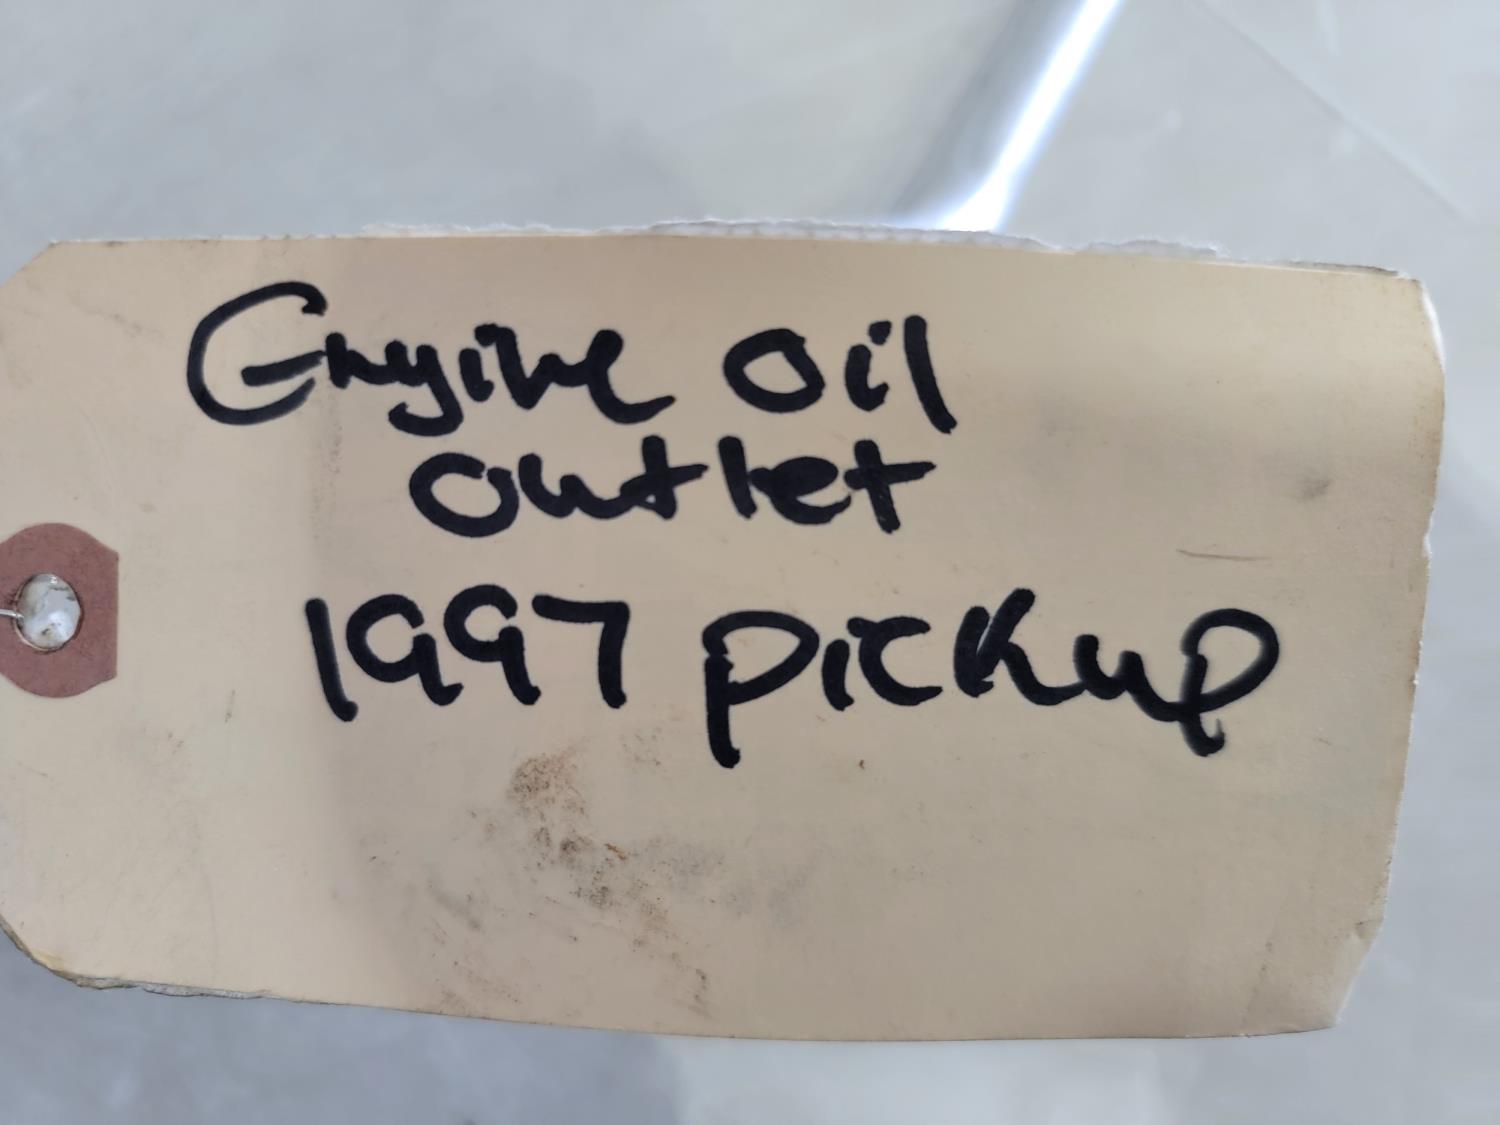 Engine Oil
Outlet
1997 Pickup